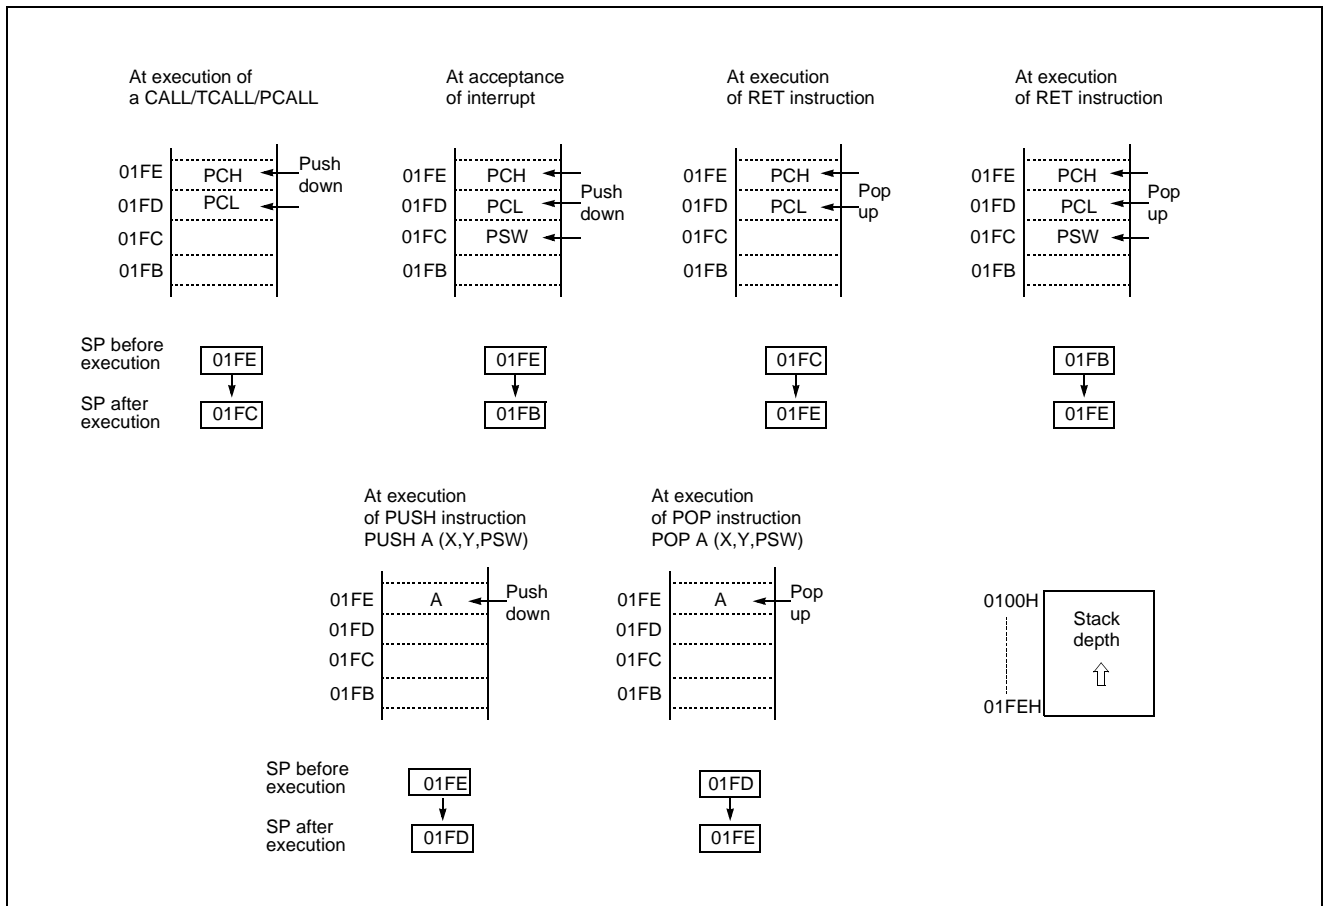 At execution of
a CALL/TCALL/PCALL
01FE
PCH
Push
down
01FD
PCL
01FC
01FB
SP before
execution
01FE
SP after
execution
01FC
At acceptance
of interrupt
01FE
PCH
Push
down
01FD
PCL
01FC
PSW
01FB
01FE
01FB
At execution
of RET instruction
01FE
PCH
Pop
up
01FD
PCL
01FC
01FB
01FC
01FE
At execution
of RET instruction
01FE
PCH
Pop
up
01FD
PCL
01FC
PSW
01FB
01FB
01FE
At execution
of PUSH instruction
PUSH A (X,Y,PSW)
01FE
A
Push
down
01FD
01FC
01FB
SP before
execution
01FE
SP after
execution
01FD
At execution
of POP instruction
POP A (X,Y,PSW)
01FE
A
Pop
up
01FD
01FC
01FB
01FD
01FE
0100H
Stack
depth
01FEH